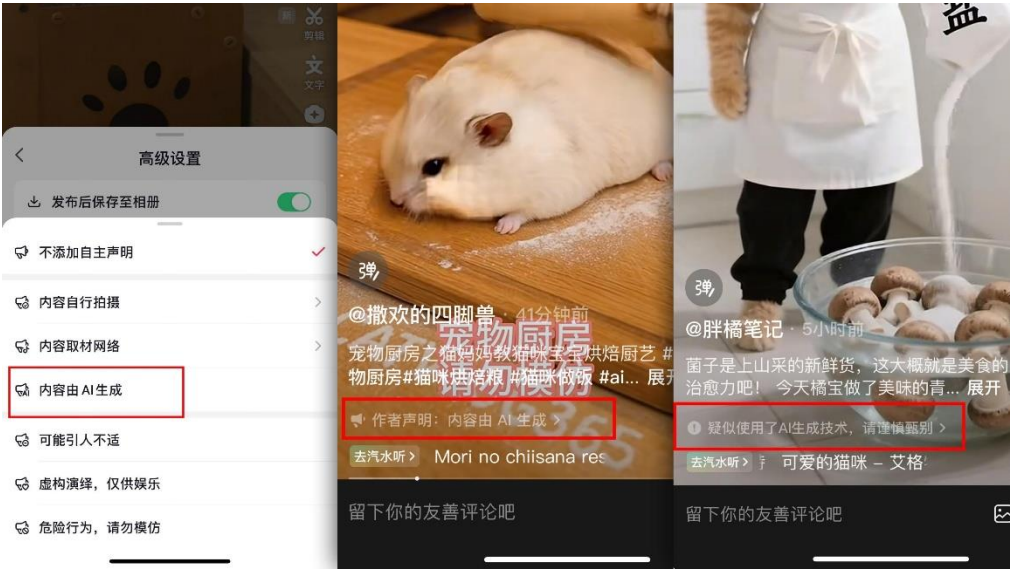 剪辑
文
文字
高级设置
发布后保存至相册
不添加自主声明
内容自行拍摄
内容取材网络
内容由AI生成
可能引人不适
虚构演绎，仅供娱乐
危险行为，请勿模仿
弹
@撒欢的四脚兽 · 41分钟前
宠物厨房
请勿模仿
宠物厨房之猫妈妈教猫咪宝宝烘焙厨艺 #
物厨房#猫咪烘焙粮 #猫咪做饭 #ai... 展开
作者声明：内容由 AI 生成 >
去汽水听 > Mori no chiisana res
留下你的友善评论吧
盐
弹
@胖橘笔记 · 5小时前
菌子是上山采的新鲜货，这大概就是美食的
治愈力吧！ 今天橘宝做了美味的青... 展开
疑似使用了AI生成技术，请谨慎甄别 >
去汽水听 > 可爱的猫咪 – 艾格
留下你的友善评论吧